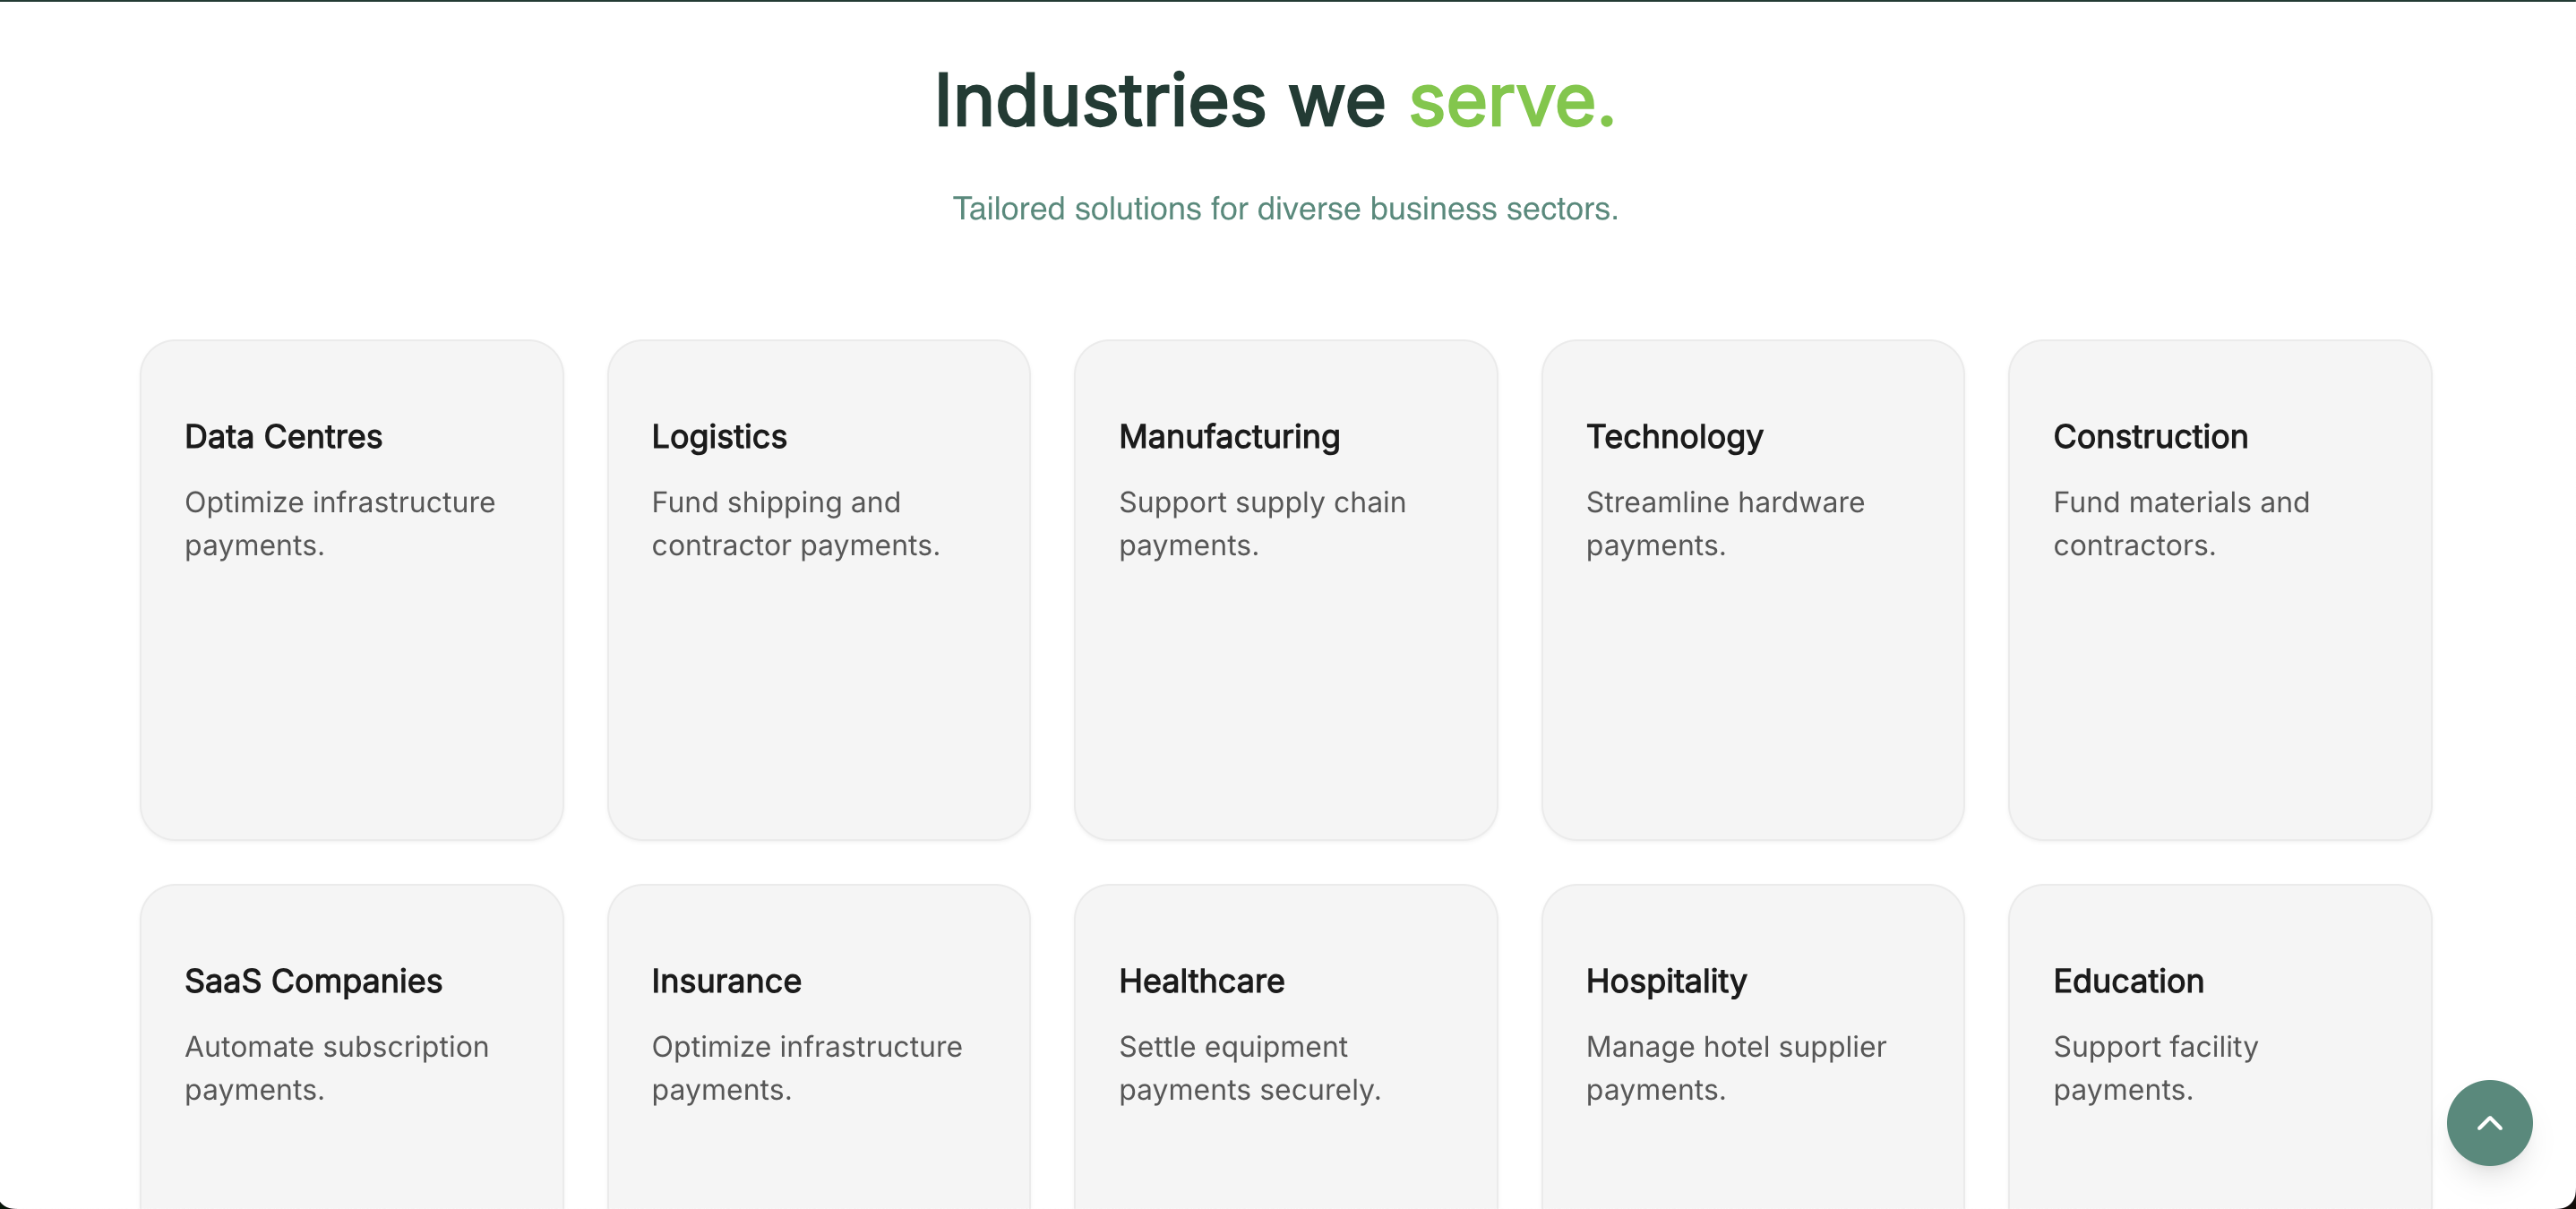 Industries we serve.
Tailored solutions for diverse business sectors.
Data Centres
Optimize infrastructure
payments.
Logistics
Fund shipping and
contractor payments.
Manufacturing
Support supply chain
payments.
Technology
Streamline hardware
payments.
Construction
Fund materials and
contractors.
SaaS Companies
Automate subscription
payments.
Insurance
Optimize infrastructure
payments.
Healthcare
Settle equipment
payments securely.
Hospitality
Manage hotel supplier
payments.
Education
Support facility
payments.